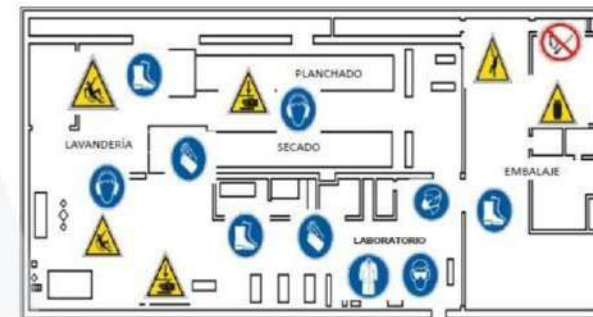 PLANCHADO
LAVANDERÍA
SECADO
EMBALAJE
LABORATORIO